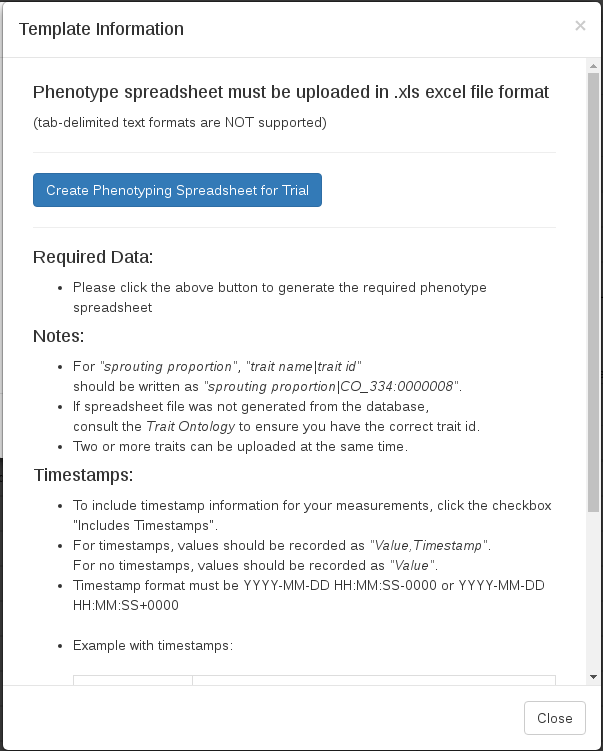 Template Information
×
Phenotype spreadsheet must be uploaded in .xls excel file format
(tab-delimited text formats are NOT supported)
Create Phenotyping Spreadsheet for Trial
Required Data:
• Please click the above button to generate the required phenotype
spreadsheet
Notes:
• For "sprouting proportion", "trait name|trait id"
should be written as "sprouting proportion|CO_334:0000008".
• If spreadsheet file was not generated from the database,
consult the Trait Ontology to ensure you have the correct trait id.
• Two or more traits can be uploaded at the same time.
Timestamps:
• To include timestamp information for your measurements, click the checkbox
"Includes Timestamps".
• For timestamps, values should be recorded as "Value,Timestamp".
For no timestamps, values should be recorded as "Value".
• Timestamp format must be YYYY-MM-DD HH:MM:SS-0000 or YYYY-MM-DD
HH:MM:SS+0000
• Example with timestamps:
Close